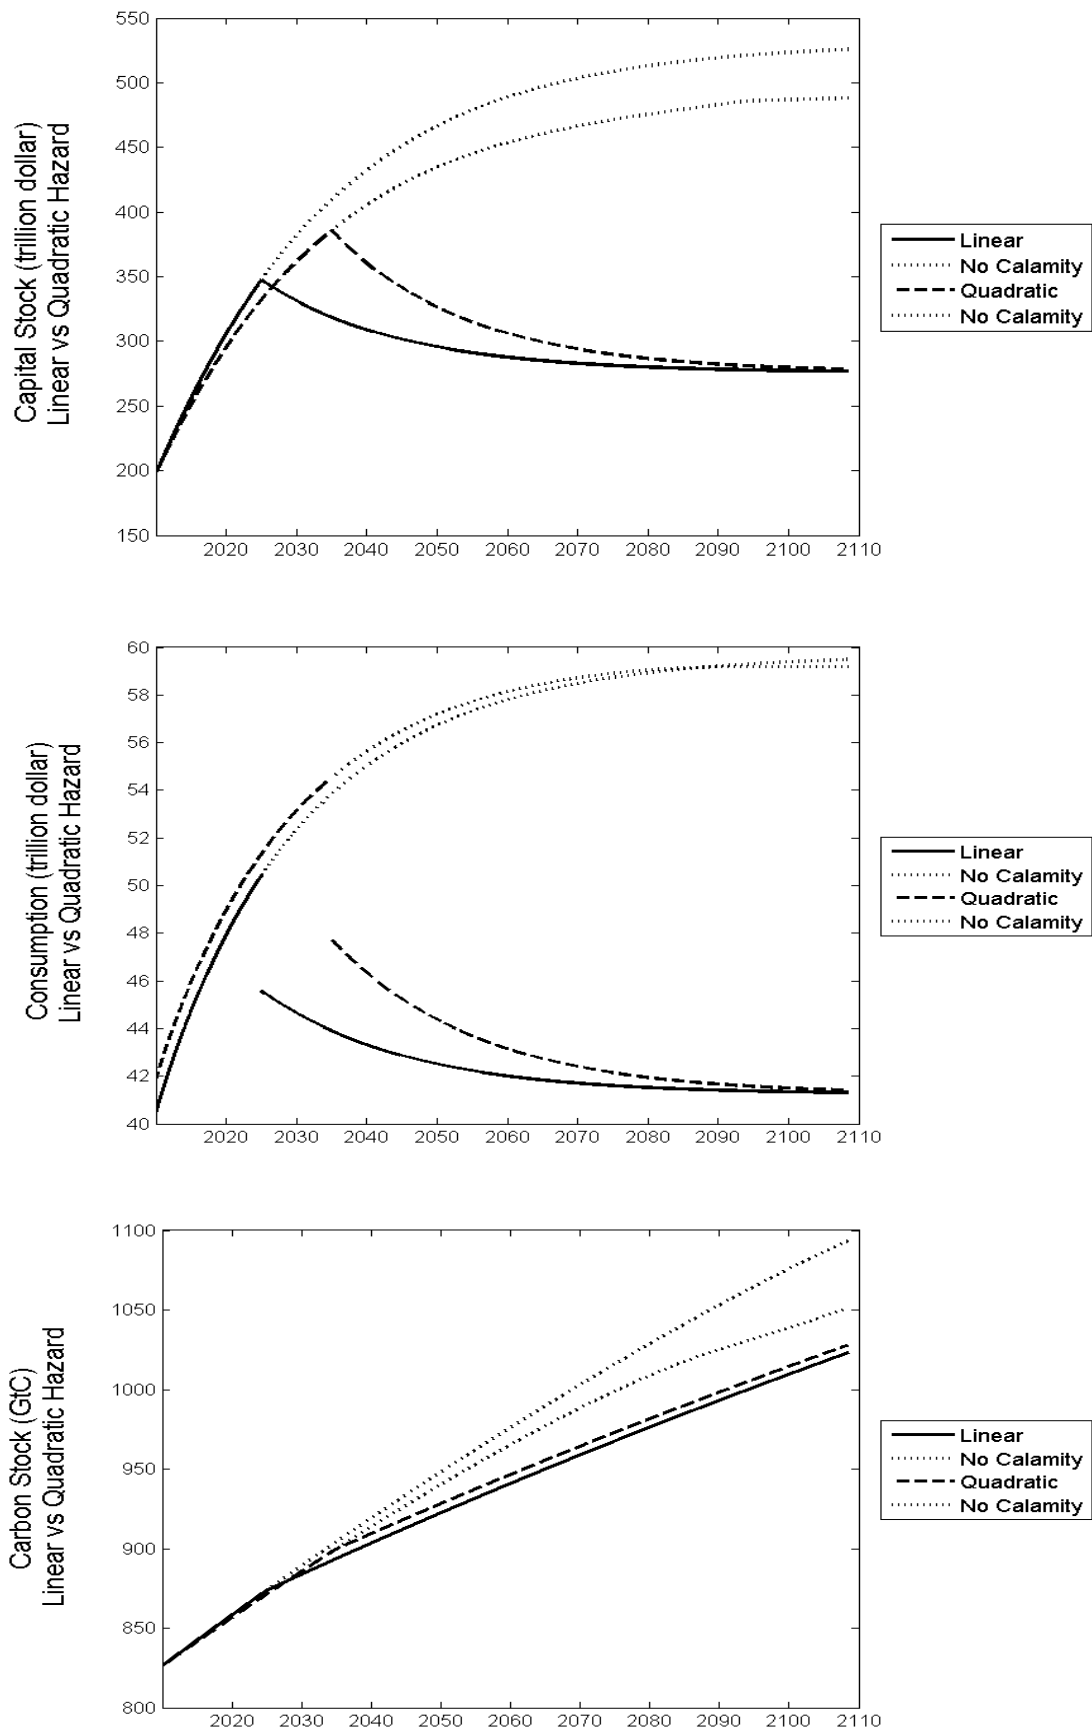 550
500
450
400
350
300
250
200
150
Capital Stock (trillion dollar)
Linear vs Quadratic Hazard
2020 2030 2040 2050 2060 2070 2080 2090 2100 2110
Linear
No Calamity
Quadratic
No Calamity
60
58
56
54
52
50
48
46
44
42
40
Consumption (trillion dollar)
Linear vs Quadratic Hazard
2020 2030 2040 2050 2060 2070 2080 2090 2100 2110
Linear
No Calamity
Quadratic
No Calamity
1100
1050
1000
950
900
850
800
Carbon Stock (GtC)
Linear vs Quadratic Hazard
2020 2030 2040 2050 2060 2070 2080 2090 2100 2110
Linear
No Calamity
Quadratic
No Calamity